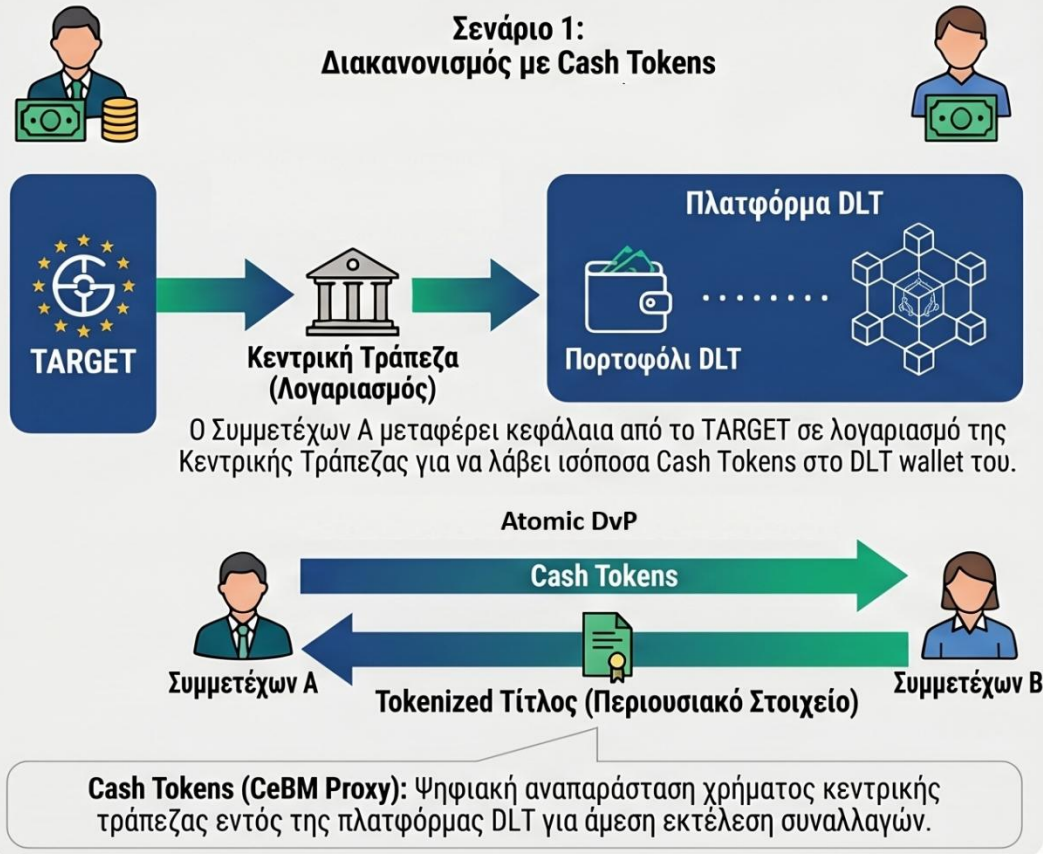 Σενάριο 1:
Διακανονισμός με Cash Tokens
Πλατφόρμα DLT
TARGET
Κεντρική Τράπεζα
(Λογαριασμός)
Πορτοφόλι DLT
Ο Συμμετέχων Α μεταφέρει κεφάλαια από το TARGET σε λογαριασμό της
Κεντρικής Τράπεζας για να λάβει ισόποσα Cash Tokens στο DLT wallet του.
Atomic DvP
Cash Tokens
Συμμετέχων Α
Tokenized Τίτλος (Περιουσιακό Στοιχείο)
Συμμετέχων Β
Cash Tokens (CeBM Proxy): Ψηφιακή αναπαράσταση χρήματος κεντρικής
τράπεζας εντός της πλατφόρμας DLT για άμεση εκτέλεση συναλλαγών.